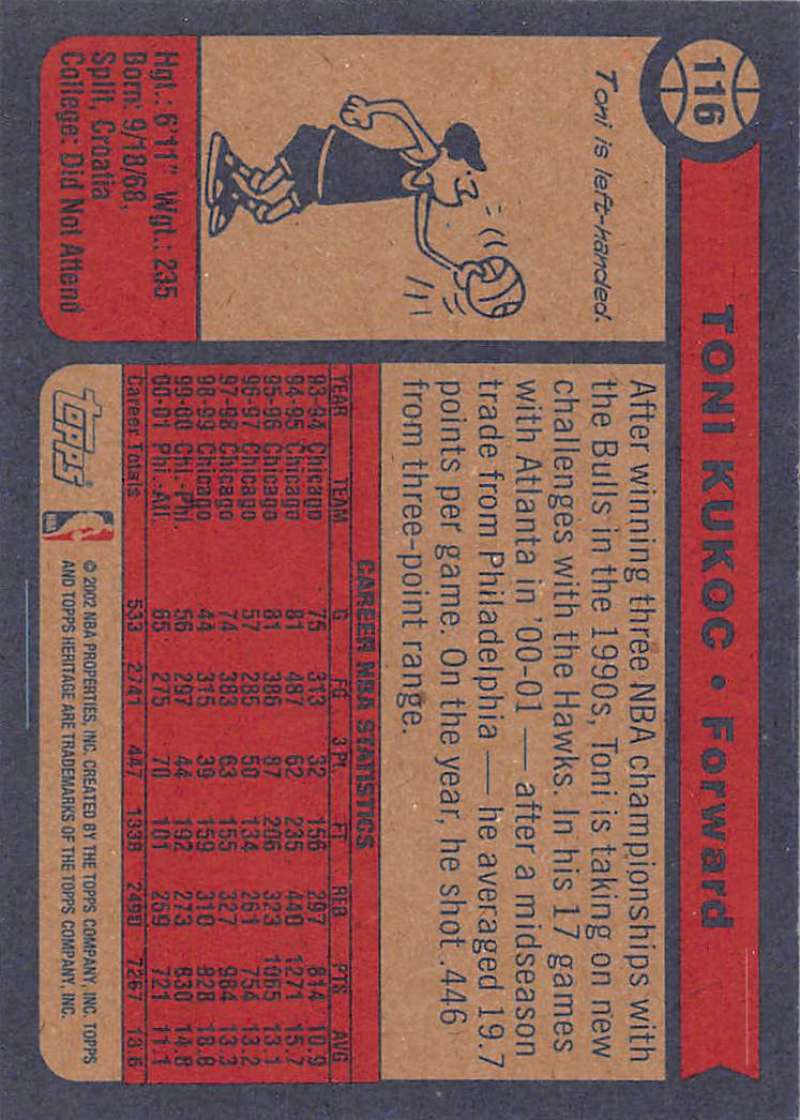 116
TONI KUKOC • Forward
Toni is left-handed.
Hgt.: 6'11" Wgt.: 235
Born: 9/18/68,
Split, Croatia
College: Did Not Attend
After winning three NBA championships with
the Bulls in the 1990s, Toni is taking on new
challenges with the Hawks. In his 17 games
with Atlanta in '00-01 — after a midseason
trade from Philadelphia — he averaged 19.7
points per game. On the year, he shot .446
from three-point range.
CAREER NBA STATISTICS
YEAR TEAM G FG 3 Pt. FT REB PTS AVG
93-94 Chicago 75 313 32 156 297 814 10.9
94-95 Chicago 81 487 62 235 440 1271 15.7
95-96 Chicago 81 386 87 206 323 1065 13.1
96-97 Chicago 57 285 50 134 261 754 13.2
97-98 Chicago 74 383 63 155 327 984 13.3
98-99 Chicago 44 315 39 159 310 828 18.8
99-00 Chi.-Phi. 56 297 44 192 273 830 14.8
00-01 Phi.-Atl. 65 275 70 101 259 721 11.1
Career Totals 533 2741 447 1338 2490 7267 13.6
topps
© 2002 NBA PROPERTIES, INC. CREATED BY THE TOPPS COMPANY, INC. TOPPS
AND TOPPS HERITAGE ARE TRADEMARKS OF THE TOPPS COMPANY, INC.